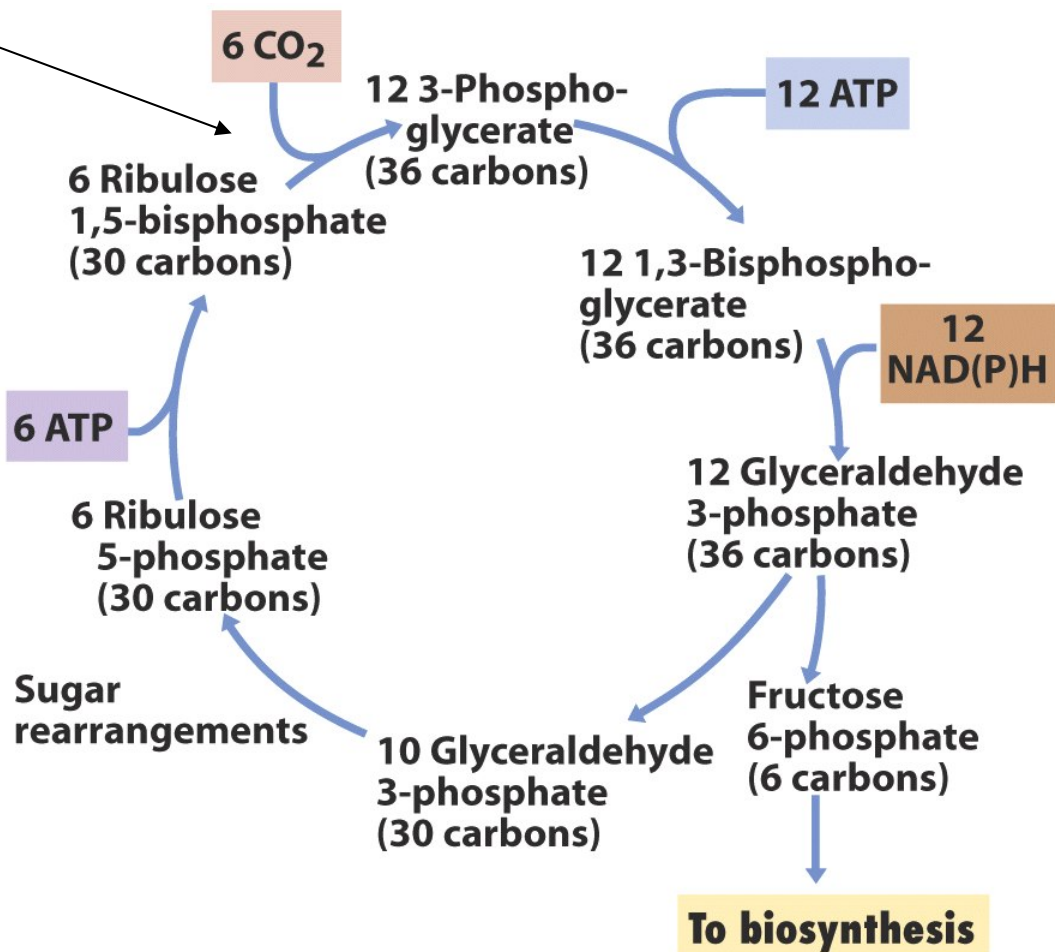 6 CO₂
12 3-Phospho-
glycerate
(36 carbons)
12 ATP
6 Ribulose
1,5-bisphosphate
(30 carbons)
12 1,3-Bisphospho-
glycerate
(36 carbons)
12
NAD(P)H
6 ATP
12 Glyceraldehyde
3-phosphate
(36 carbons)
6 Ribulose
5-phosphate
(30 carbons)
Sugar
rearrangements
10 Glyceraldehyde
3-phosphate
(30 carbons)
Fructose
6-phosphate
(6 carbons)
To biosynthesis